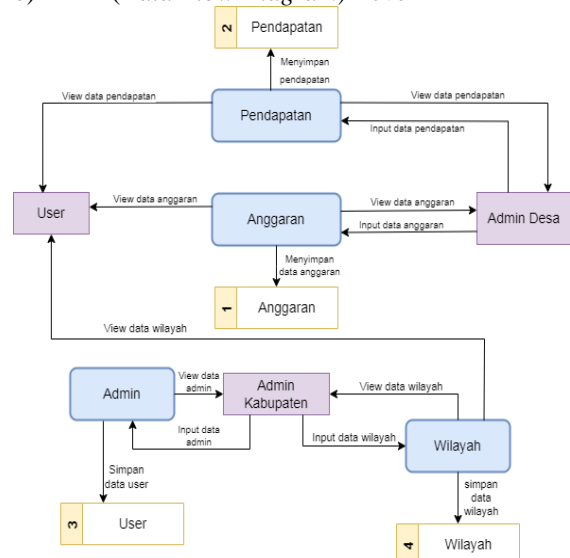 2
Pendapatan
Menyimpan
pendapatan
View data pendapatan
View data pendapatan
Pendapatan
Input data pendapatan
User
View data anggaran
Anggaran
View data anggaran
Input data anggaran
Admin Desa
Menyimpan
data anggaran
1
Anggaran
View data wilayah
Admin
View data
admin
Admin
Kabupaten
View data wilayah
Input data
admin
Input data wilayah
Wilayah
Simpan
data user
simpan
data
wilayah
3
User
4
Wilayah